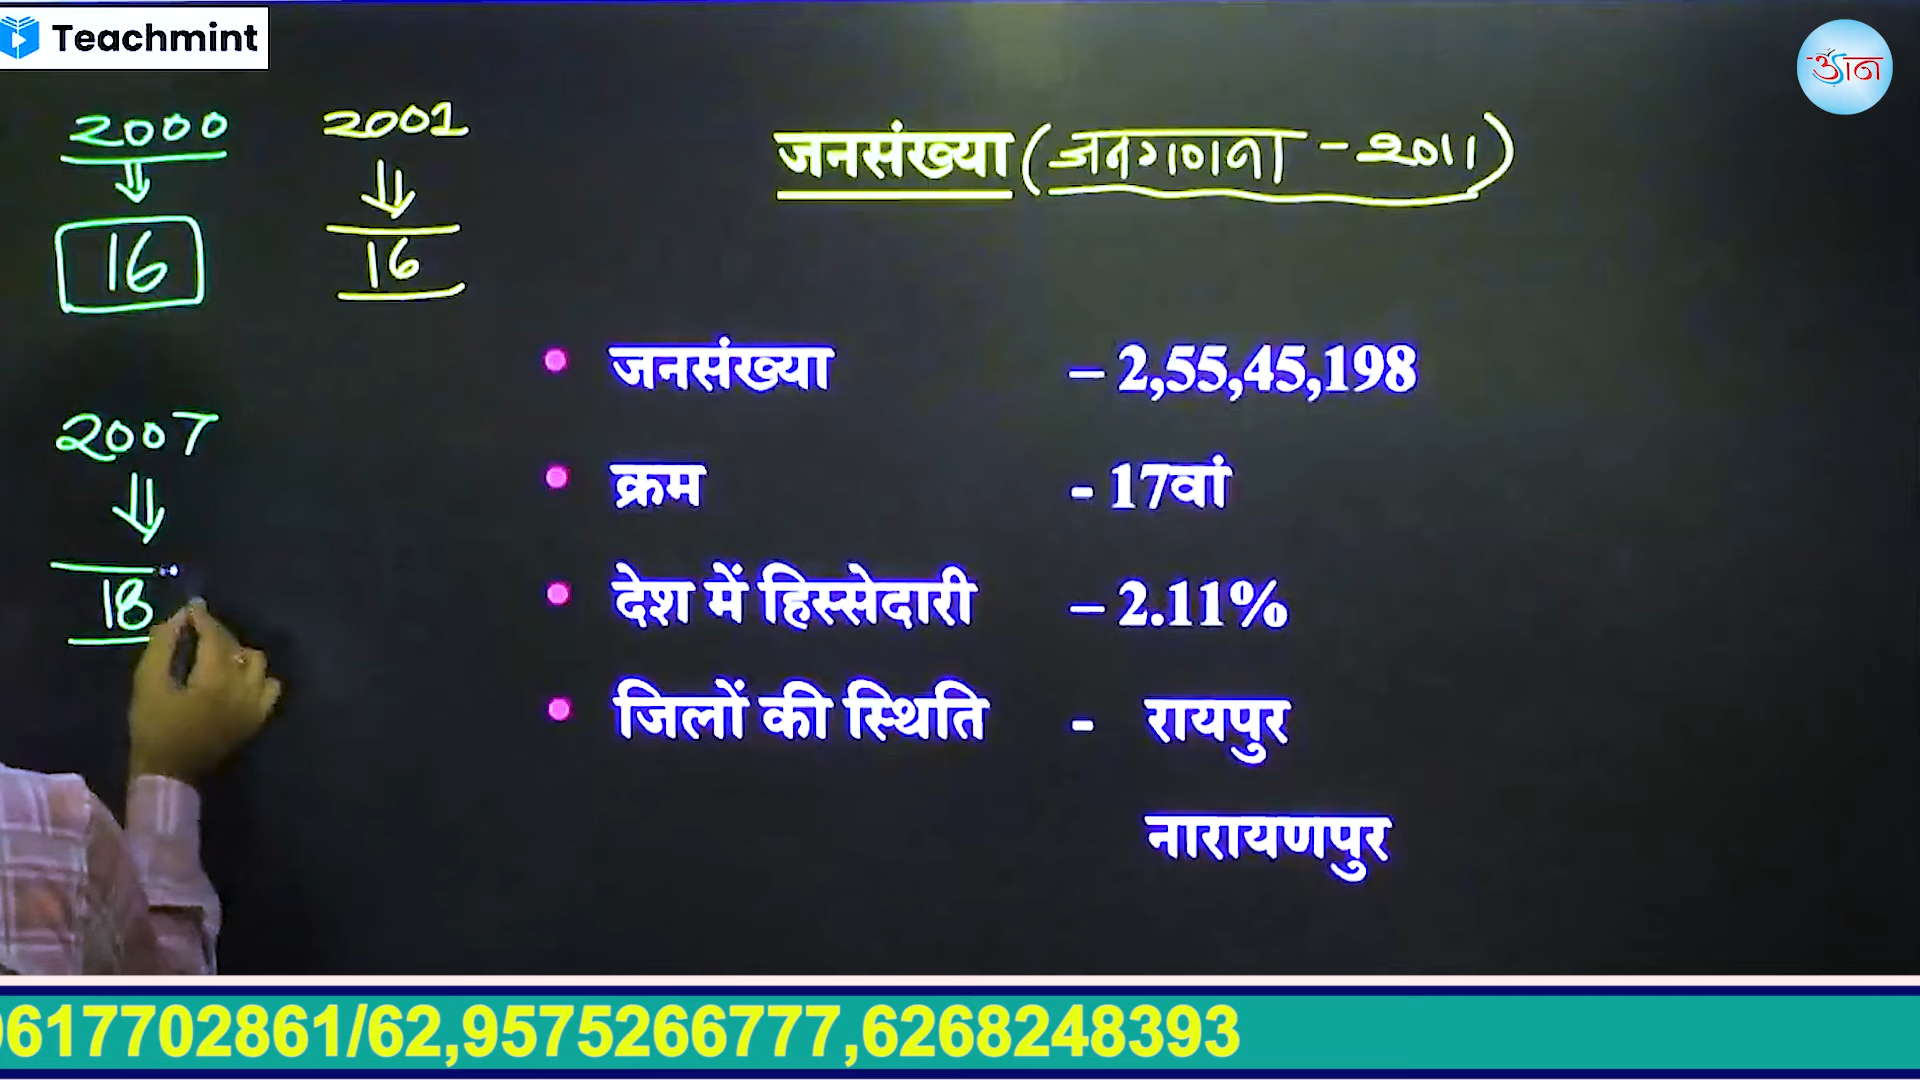 Teachmint
ज्ञान
2000
16
2001
16
2007
18
जनसंख्या (जनगणना - 2011)
जनसंख्या – 2,55,45,198
क्रम - 17वां
देश में हिस्सेदारी – 2.11%
जिलों की स्थिति - रायपुर
नारायणपुर
9617702861/62,9575266777,6268248393